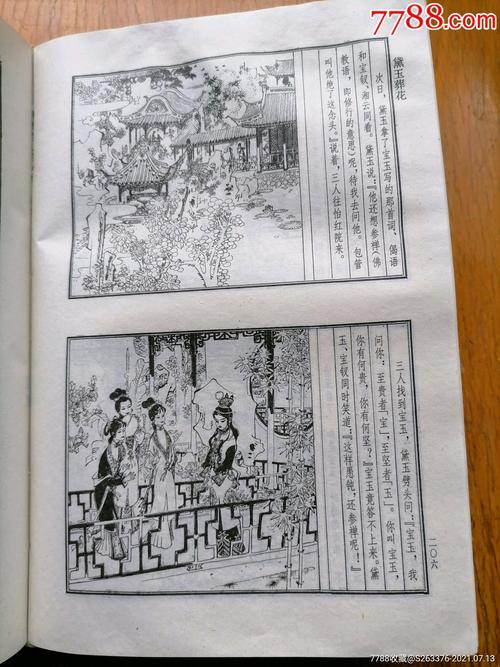 7788.com
黛玉葬花
次日，黛玉拿了宝玉写的那首词、偈语
和宝钗、湘云同看。黛玉说：“他还想参禅（佛
教语，即修行的意思）呢，待我去问他。包管
叫他绝了这念头。”说着，三人往怡红院来。
三人找到宝玉，黛玉劈头问：“宝玉，我
问你：至贵者‘宝’，至坚者‘玉’。你叫宝玉，
你有何贵，你有何坚？”宝玉竟答不上来。黛
玉、宝钗同时笑道：“这样愚钝，还参禅呢！”
二〇六
7788收藏@S263376-2021.07.13